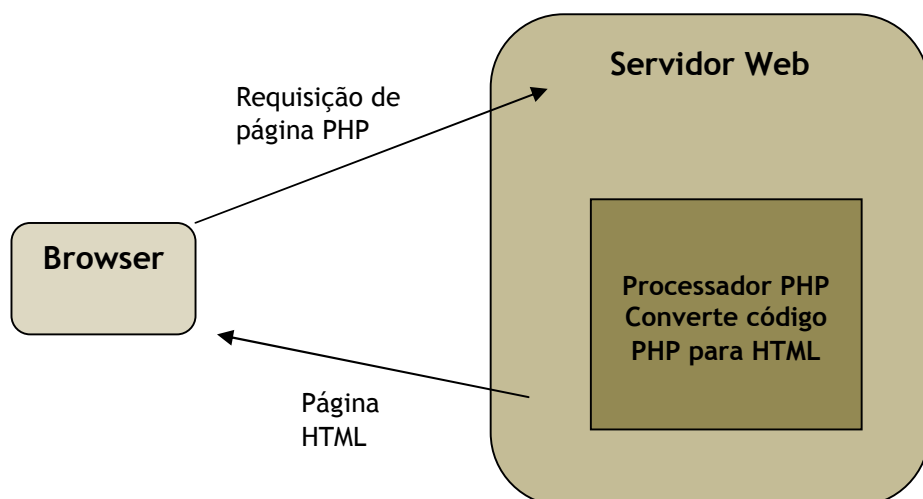 Servidor Web
Requisição de
página PHP
Browser
Processador PHP
Converte código
PHP para HTML
Página
HTML